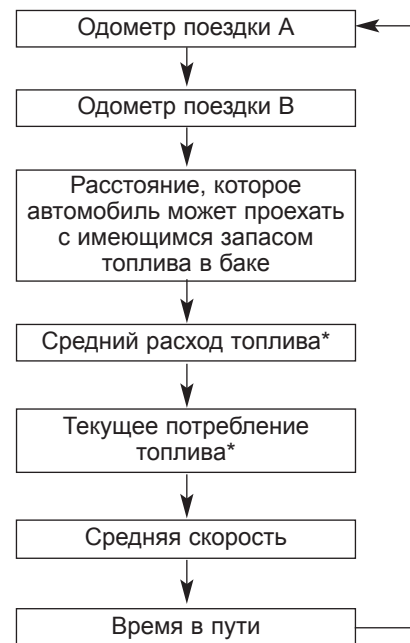 Одометр поездки A
Одометр поездки B
Расстояние, которое
автомобиль может проехать
с имеющимся запасом
топлива в баке
Средний расход топлива*
Текущее потребление
топлива*
Средняя скорость
Время в пути